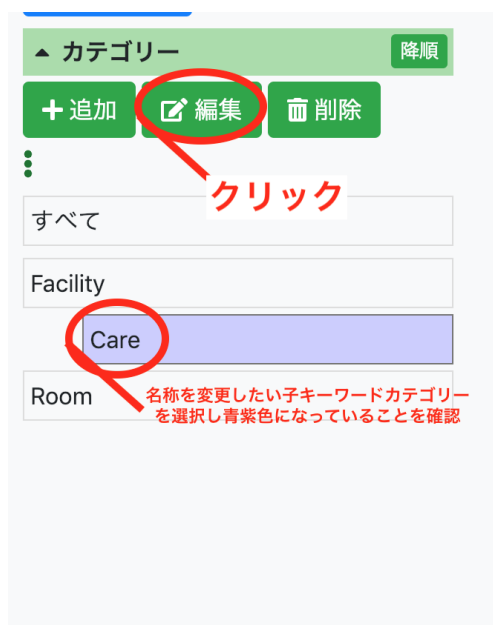 カテゴリー 降順
追加 編集 削除
クリック
すべて
Facility
Care
Room
名称を変更したい子キーワードカテゴリー
を選択し青紫色になっていることを確認